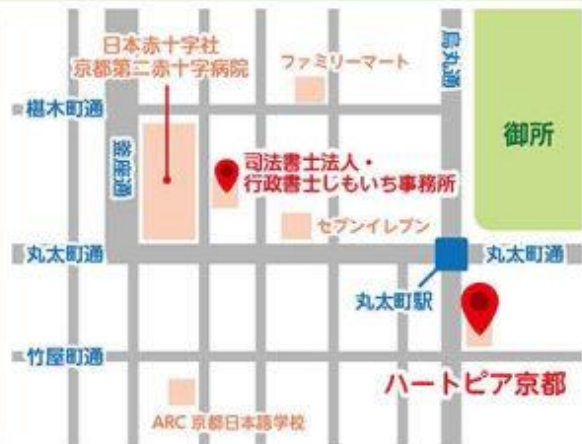 日本赤十字社
京都第二赤十字病院
ファミリーマート
烏丸通
椹木町通
釜座通
御所
司法書士法人・
行政書士じもいち事務所
セブンイレブン
丸太町通
丸太町通
丸太町駅
竹屋町通
ハートピア京都
ARC 京都日本語学校